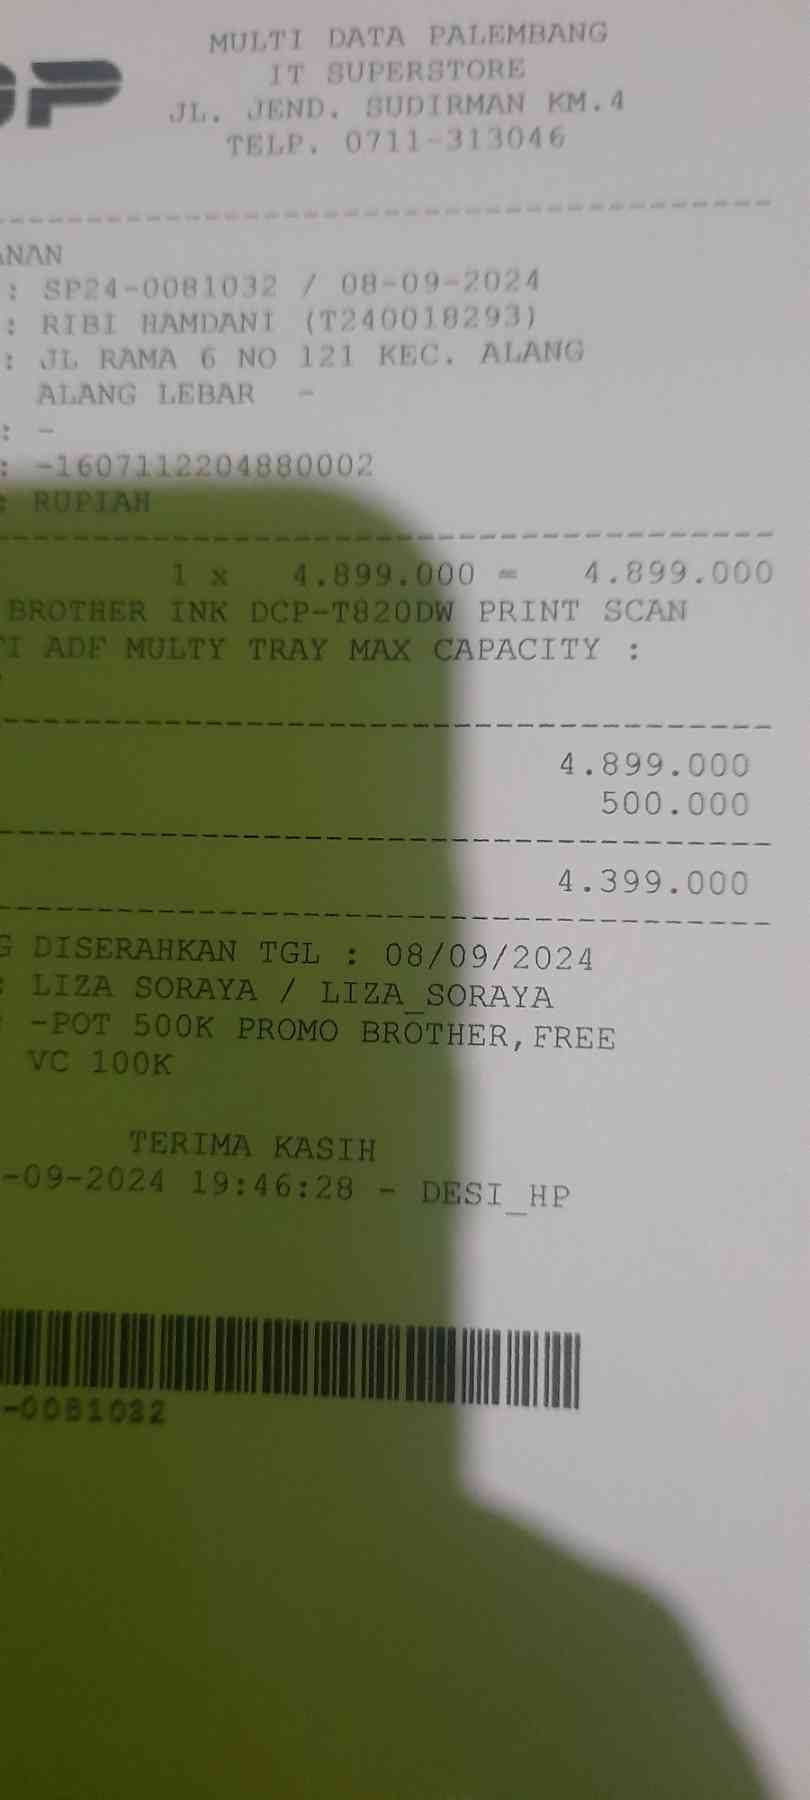 DP
MULTI DATA PALEMBANG
IT SUPERSTORE
JL. JEND. SUDIRMAN KM.4
TELP. 0711-313046
ANAN
: SP24-0081032 / 08-09-2024
: RIBI HAMDANI (T240018293)
: JL RAMA 6 NO 121 KEC. ALANG
ALANG LEBAR -
: -
: -1607112204880002
: RUPIAH
1 x 4.899.000 = 4.899.000
BROTHER INK DCP-T820DW PRINT SCAN
TI ADF MULTY TRAY MAX CAPACITY :
4.899.000
500.000
4.399.000
G DISERAHKAN TGL : 08/09/2024
: LIZA SORAYA / LIZA_SORAYA
: -POT 500K PROMO BROTHER,FREE
VC 100K
TERIMA KASIH
-09-2024 19:46:28 - DESI_HP
-0081032